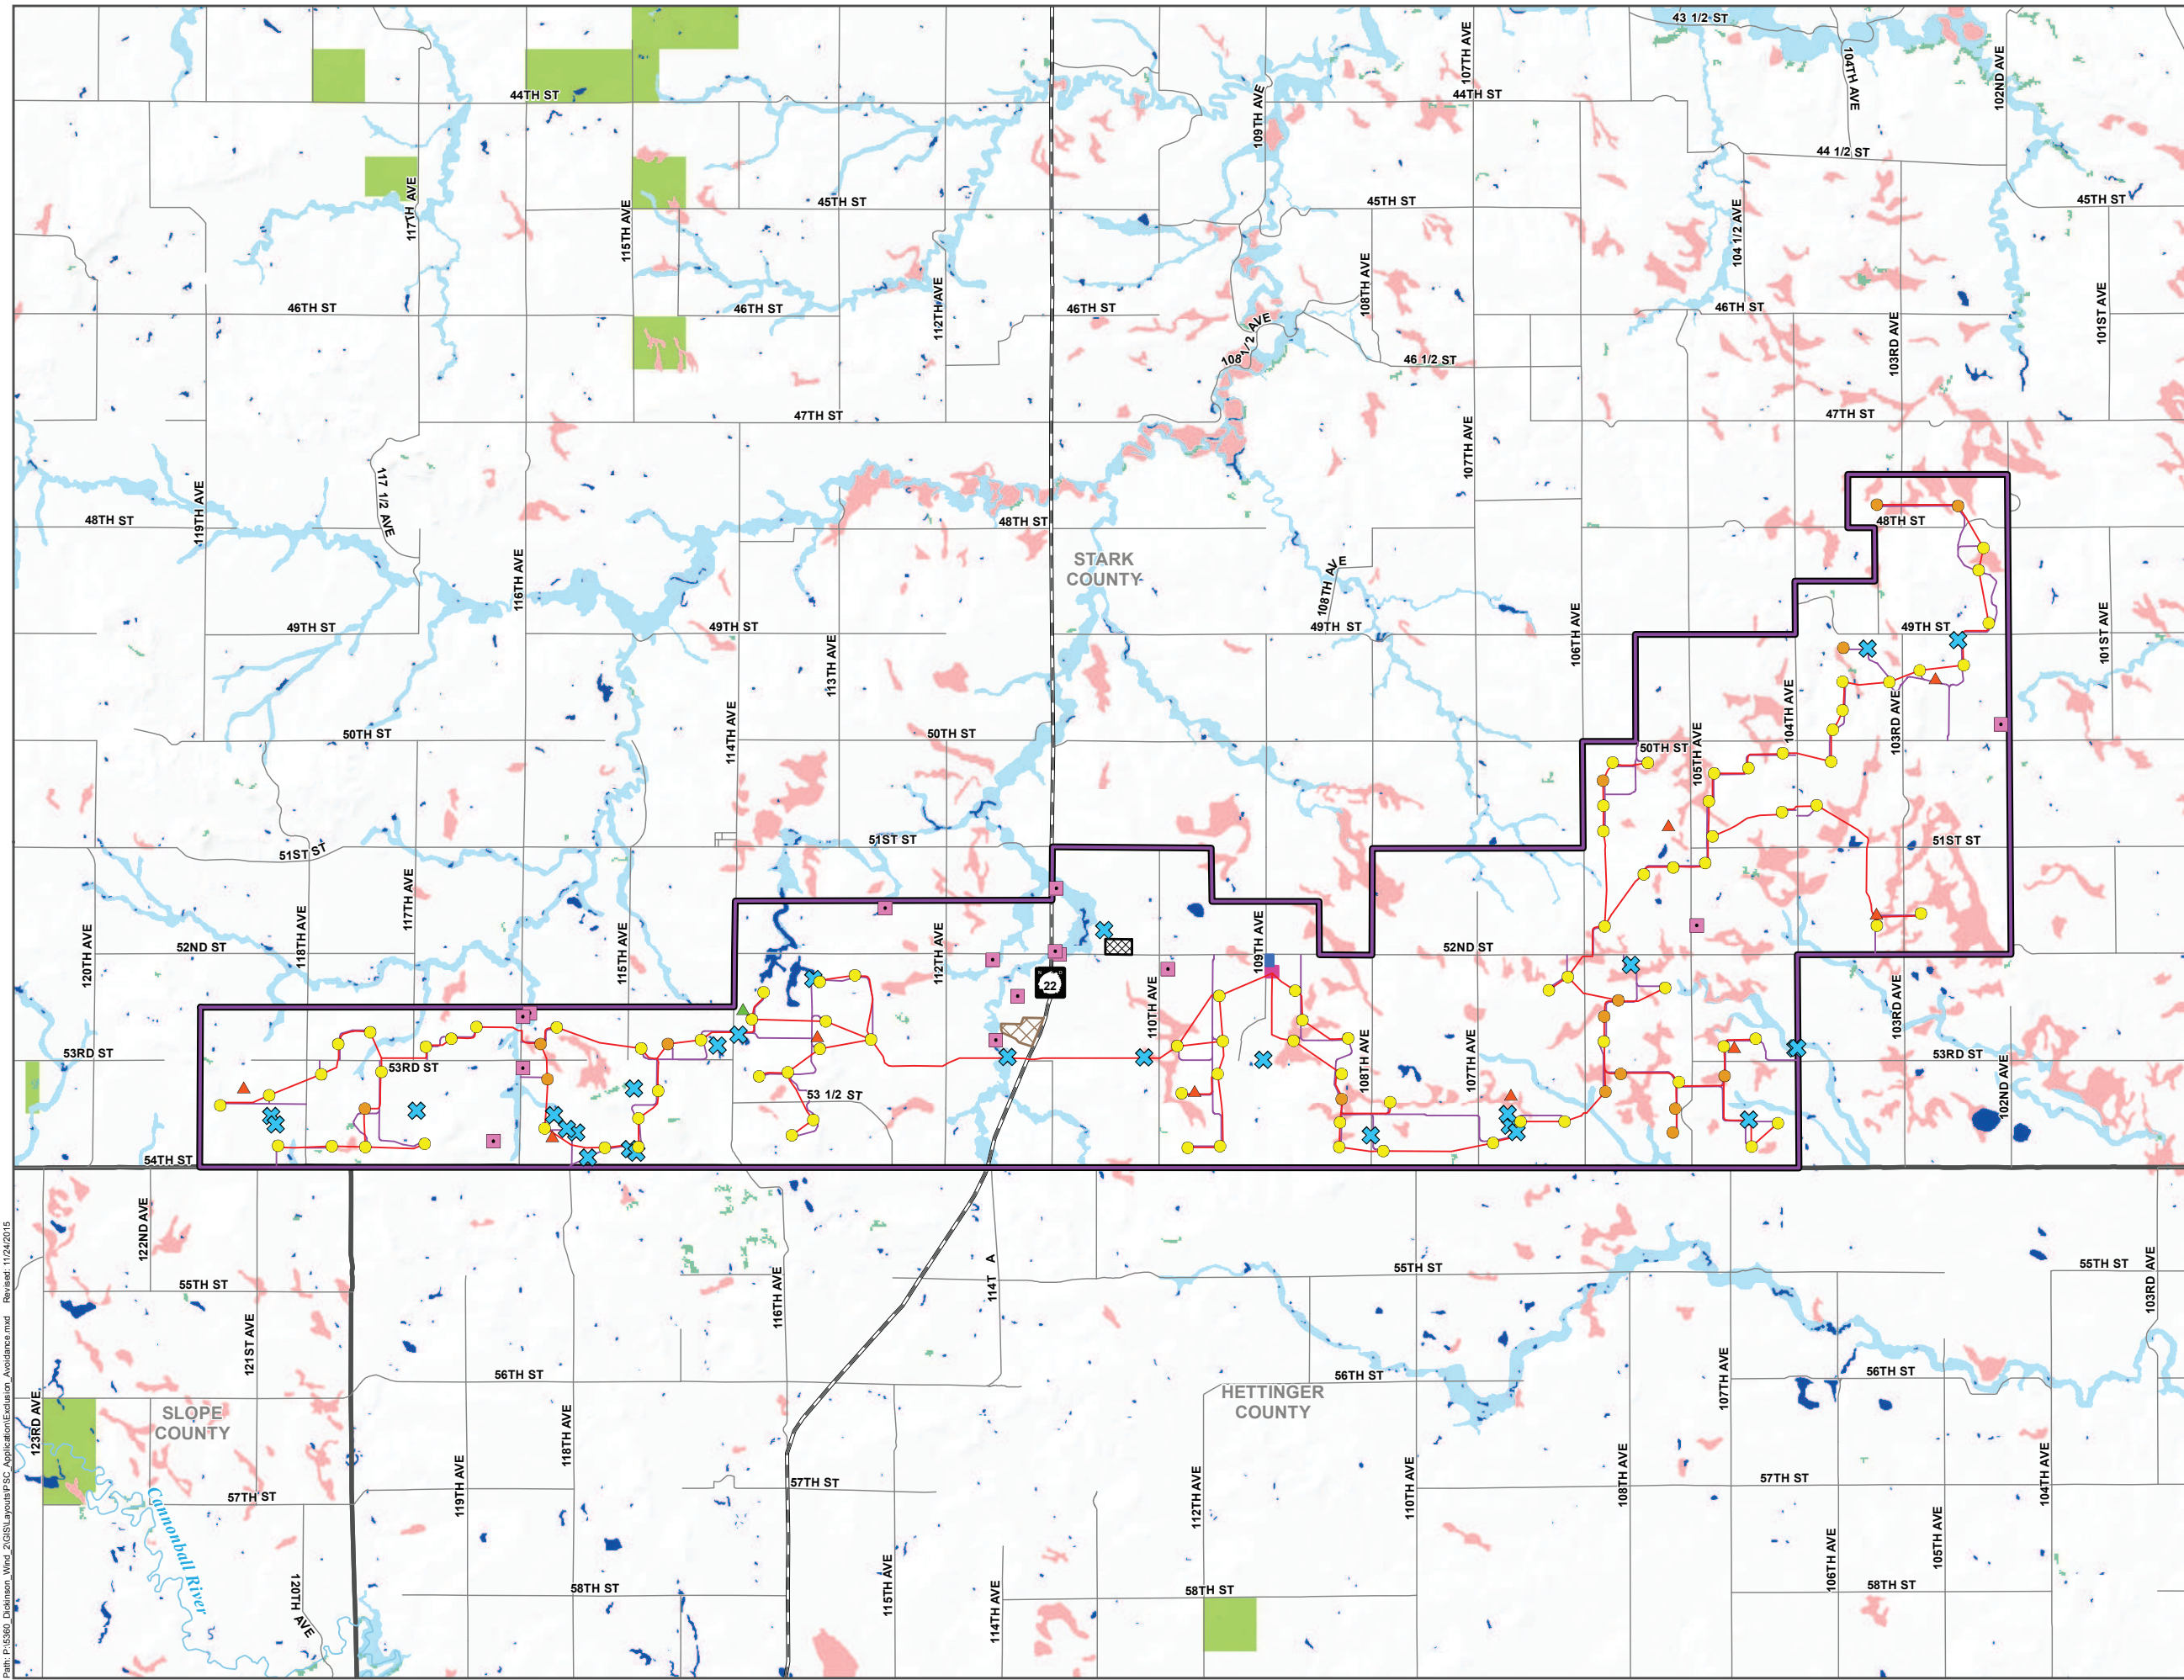 43 1/2 ST
107TH AVE
104TH AVE
102ND AVE
44TH ST
44TH ST
109TH AVE
44 1/2 ST
117TH AVE
115TH AVE
45TH ST
45TH ST
104 1/2 AVE
45TH ST
46TH ST
46TH ST
112TH AVE
46TH ST
108TH AVE
108 1/2 AVE
46 1/2 ST
46TH ST
103RD AVE
101ST AVE
47TH ST
47TH ST
107TH AVE
117 1/2 AVE
119TH AVE
48TH ST
48TH ST
48TH ST
116TH AVE
STARK
COUNTY
108TH AVE
106TH AVE
49TH ST
49TH ST
49TH ST
49TH ST
101ST AVE
113TH AVE
114TH AVE
50TH ST
50TH ST
50TH ST
105TH AVE
104TH AVE
103RD AVE
51ST ST
51ST ST
51ST ST
117TH AVE
118TH AVE
120TH AVE
52ND ST
115TH AVE
112TH AVE
109TH AVE
52ND ST
22
110TH AVE
103RD AVE
53RD ST
53RD ST
53 1/2 ST
108TH AVE
107TH AVE
53RD ST
102ND AVE
54TH ST
122ND AVE
55TH ST
121ST AVE
116TH AVE
114T A
55TH ST
55TH ST
103RD AVE
56TH ST
56TH ST
56TH ST
107TH AVE
123RD AVE
SLOPE
COUNTY
HETTINGER
COUNTY
118TH AVE
119TH AVE
57TH ST
57TH ST
112TH AVE
110TH AVE
108TH AVE
57TH ST
104TH AVE
105TH AVE
106TH AVE
Cannonball River
120TH AVE
58TH ST
115TH AVE
114TH AVE
58TH ST
58TH ST
Path: P:\5360_Dickinson_Wind_2\GIS\Layouts\PSC_Application\Exclusion_Avoidance.mxd Revised: 11/24/2015